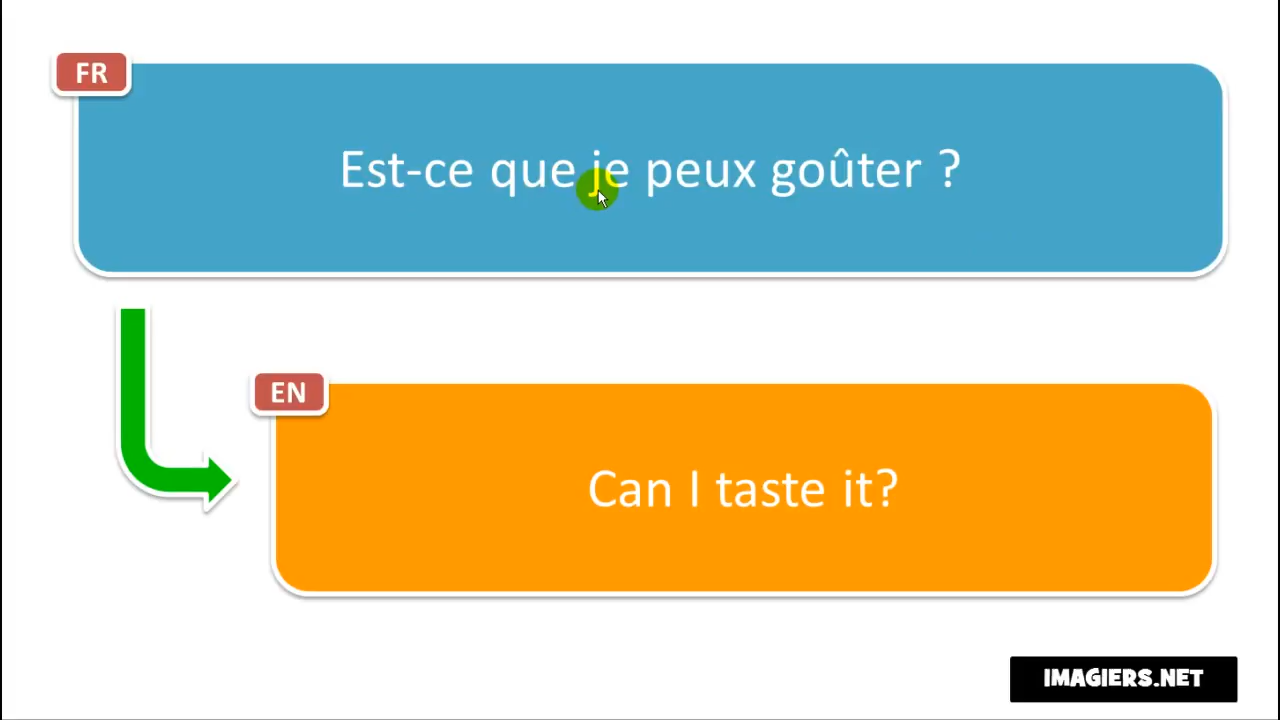 FR
Est-ce que je peux goûter ?
EN
Can I taste it?
IMAGIERS.NET